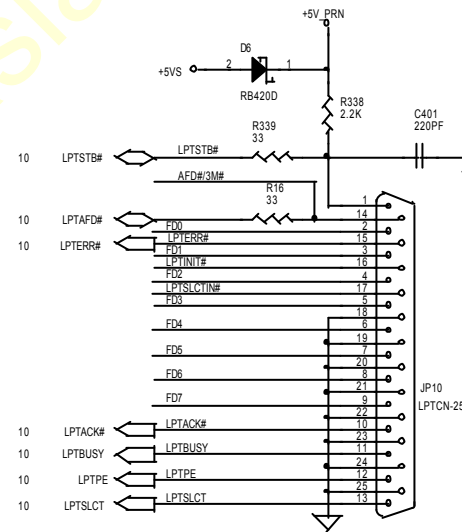 +5V_PRN
D6
+5VS
2
1
RB420D
R338
2.2K
C401
220PF
R339
33
10 LPTSTB# LPTSTB#
AFD#/3M#
R16
33
1
10 LPTAFD# 14
FD0 2
10 LPTERR# LPTERR# 15
FD1 3
LPTINIT# 16
FD2 4
LPTSLCTIN# 17
FD3 5
18
FD4 6
19
FD5 7
20
FD6 8
21
FD7 9
22
10 LPTACK# LPTACK# 10
23
10 LPTBUSY LPTBUSY 11
24
10 LPTPE LPTPE 12
25
10 LPTSLCT LPTSLCT 13
JP10
LPTCN-25